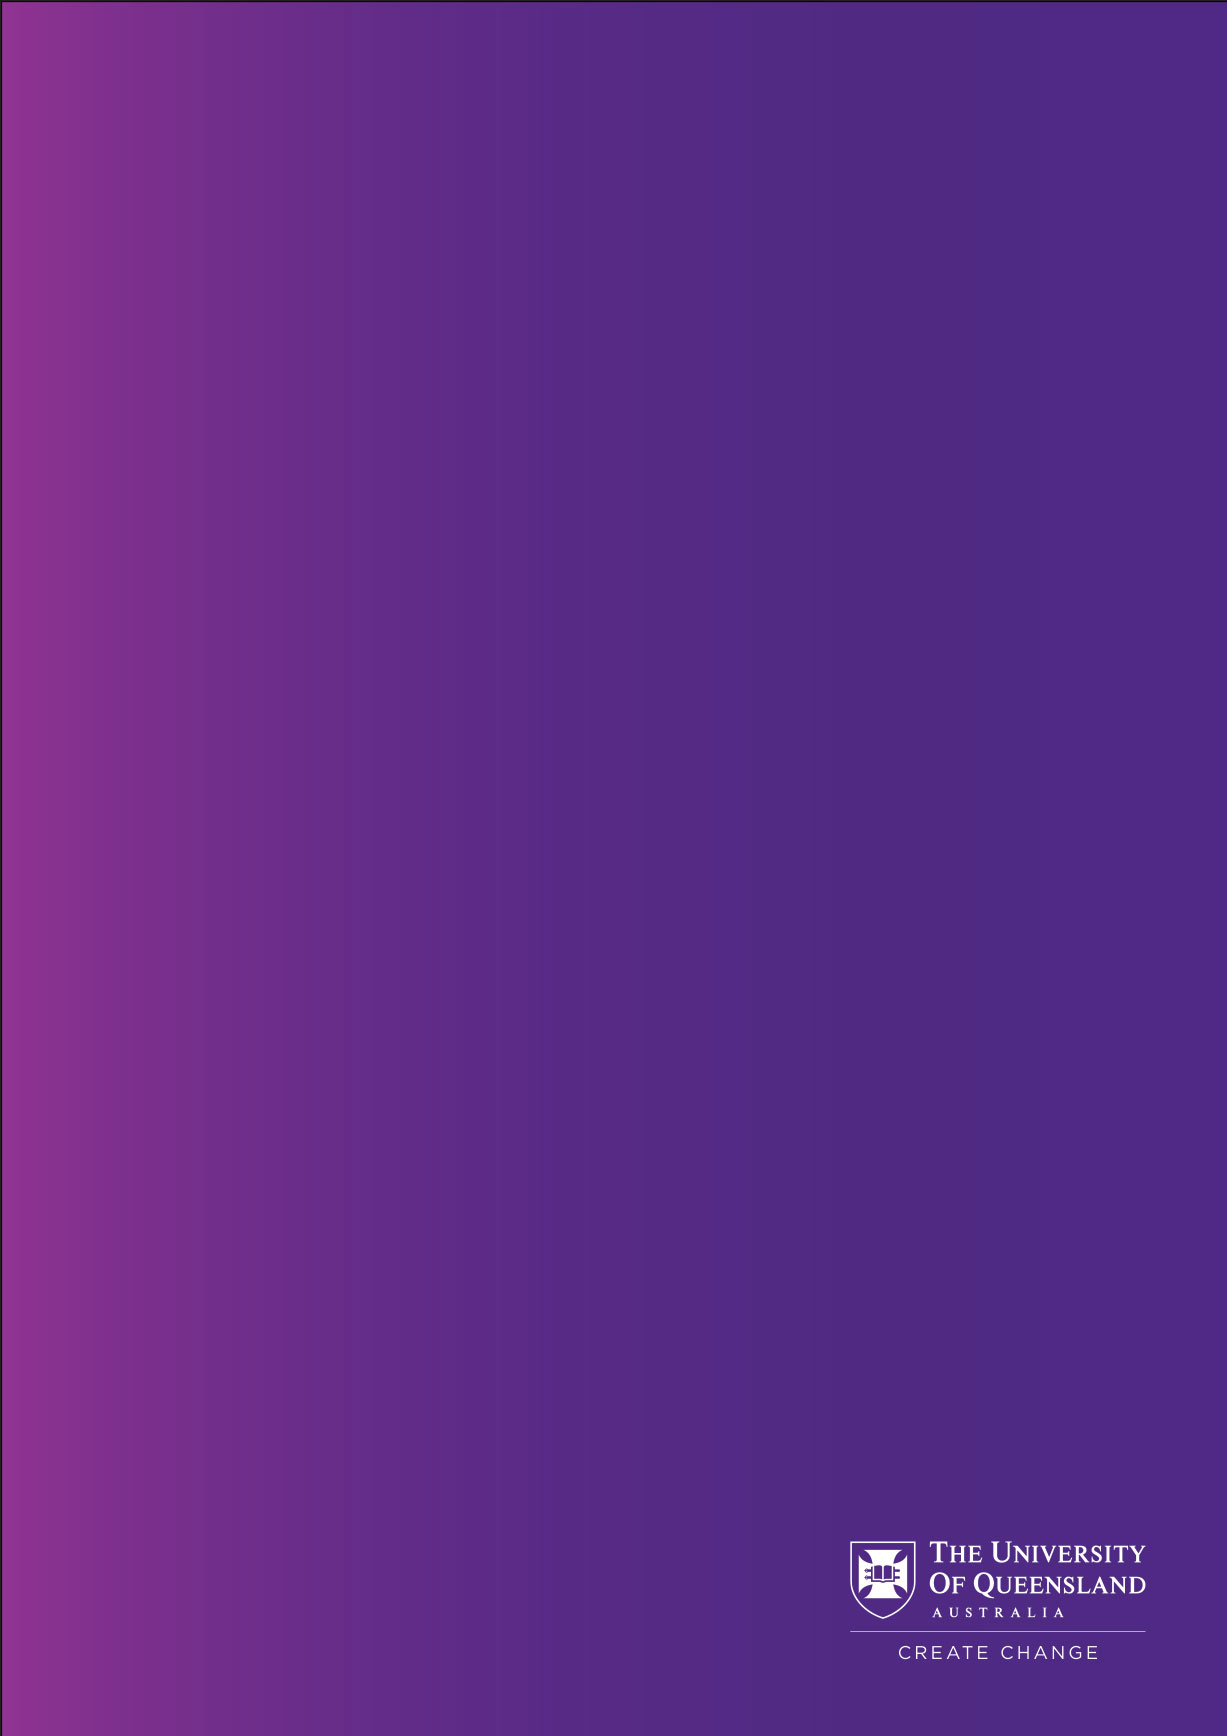 THE UNIVERSITY
OF QUEENSLAND
AUSTRALIA
CREATE CHANGE